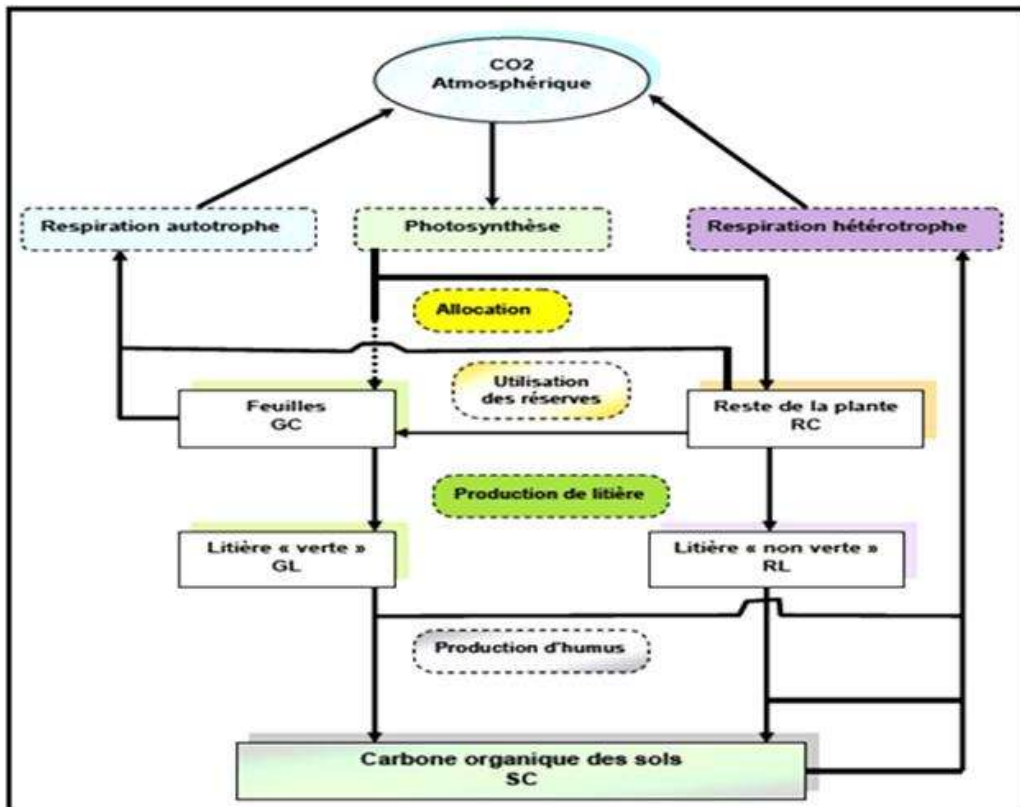 CO2
Atmosphérique
Respiration autotrophe
Photosynthèse
Respiration hétérotrophe
Allocation
Utilisation
des réserves
Feuilles
GC
Reste de la plante
RC
Production de litière
Litière « verte »
GL
Litière « non verte »
RL
Production d'humus
Carbone organique des sols
SC